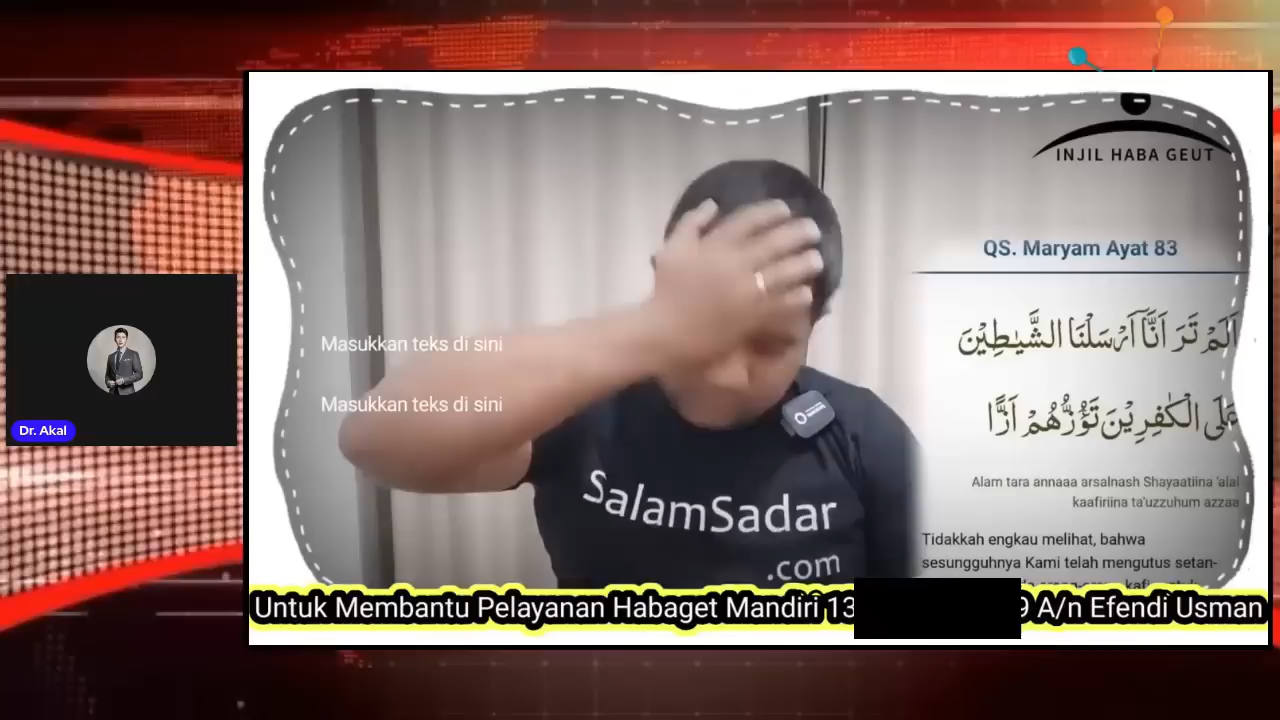 INJIL HABA GEUT
QS. Maryam Ayat 83
اَلَمْ تَرَ اَنَّآ اَرْسَلْنَا الشَّيٰطِيْنَ
عَلَى الْكٰفِرِيْنَ تَؤُزُّهُمْ اَزًّا
Alam tara annaaa arsalnash Shayaatiina 'alal
kaafiriina ta'uzzuhum azzaa
Tidakkah engkau melihat, bahwa
sesungguhnya Kami telah mengutus setan-
Masukkan teks di sini
Masukkan teks di sini
Dr. Akal
SalamSadar
.com
Untuk Membantu Pelayanan Habaget Mandiri 13 9 A/n Efendi Usman